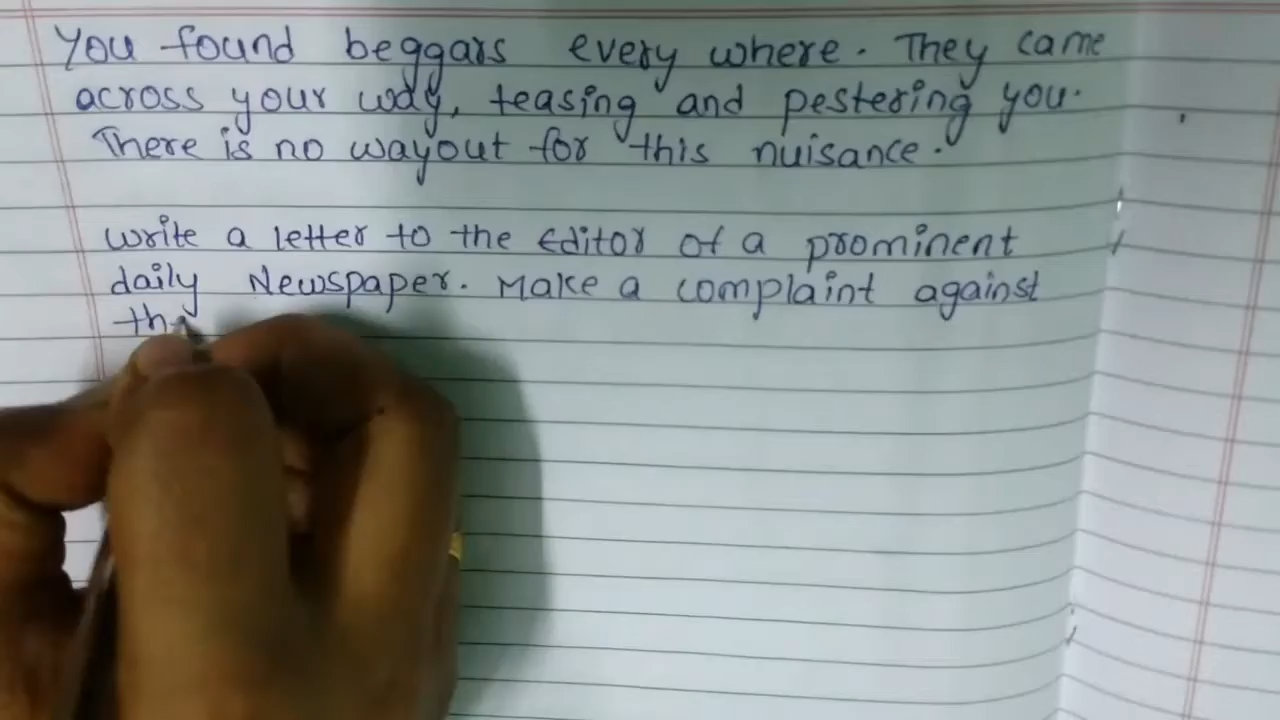 You found beggars every where. They came
across your way, teasing and pestering you.
There is no wayout for this nuisance.
Write a letter to the Editor of a prominent
daily Newspaper. Make a complaint against